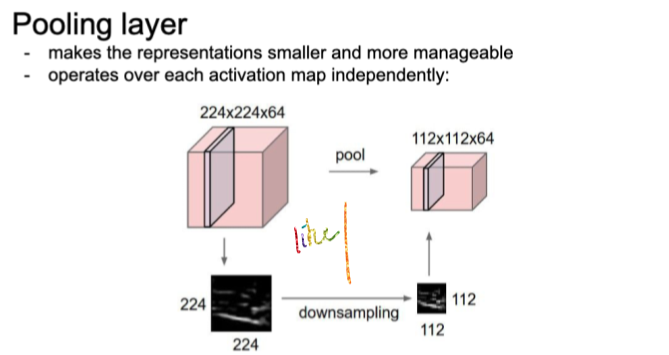 Pooling layer
- makes the representations smaller and more manageable
- operates over each activation map independently:
224x224x64
112x112x64
pool
like
224
112
downsampling
112
224